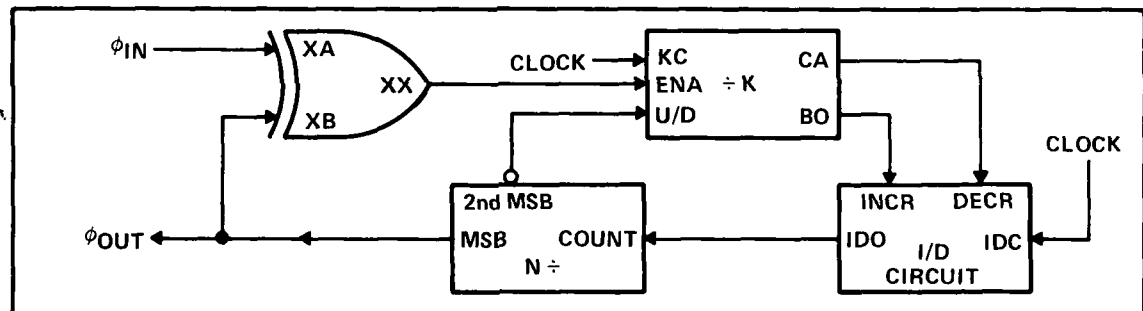 ϕIN
XA
XX
XB
CLOCK
KC
CA
ENA
÷ K
U/D
BO
CLOCK
2nd MSB
MSB
COUNT
N ÷
INCR
DECR
IDO
IDC
I/D
CIRCUIT
ϕOUT